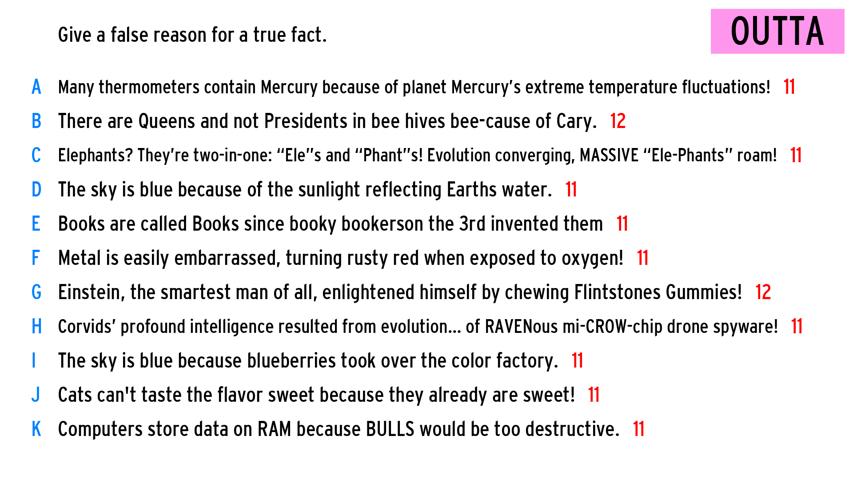 Give a false reason for a true fact.
OUTTA
A Many thermometers contain Mercury because of planet Mercury's extreme temperature fluctuations! 11
B There are Queens and not Presidents in bee hives bee-cause of Cary. 12
C Elephants? They're two-in-one: “Ele”s and “Phant”s! Evolution converging, MASSIVE “Ele-Phants” roam! 11
D The sky is blue because of the sunlight reflecting Earths water. 11
E Books are called Books since booky bookerson the 3rd invented them 11
F Metal is easily embarrassed, turning rusty red when exposed to oxygen! 11
G Einstein, the smartest man of all, enlightened himself by chewing Flintstones Gummies! 12
H Corvids’ profound intelligence resulted from evolution... of RAVENous mi-CROW-chip drone spyware! 11
I The sky is blue because blueberries took over the color factory. 11
J Cats can't taste the flavor sweet because they already are sweet! 11
K Computers store data on RAM because BULLS would be too destructive. 11